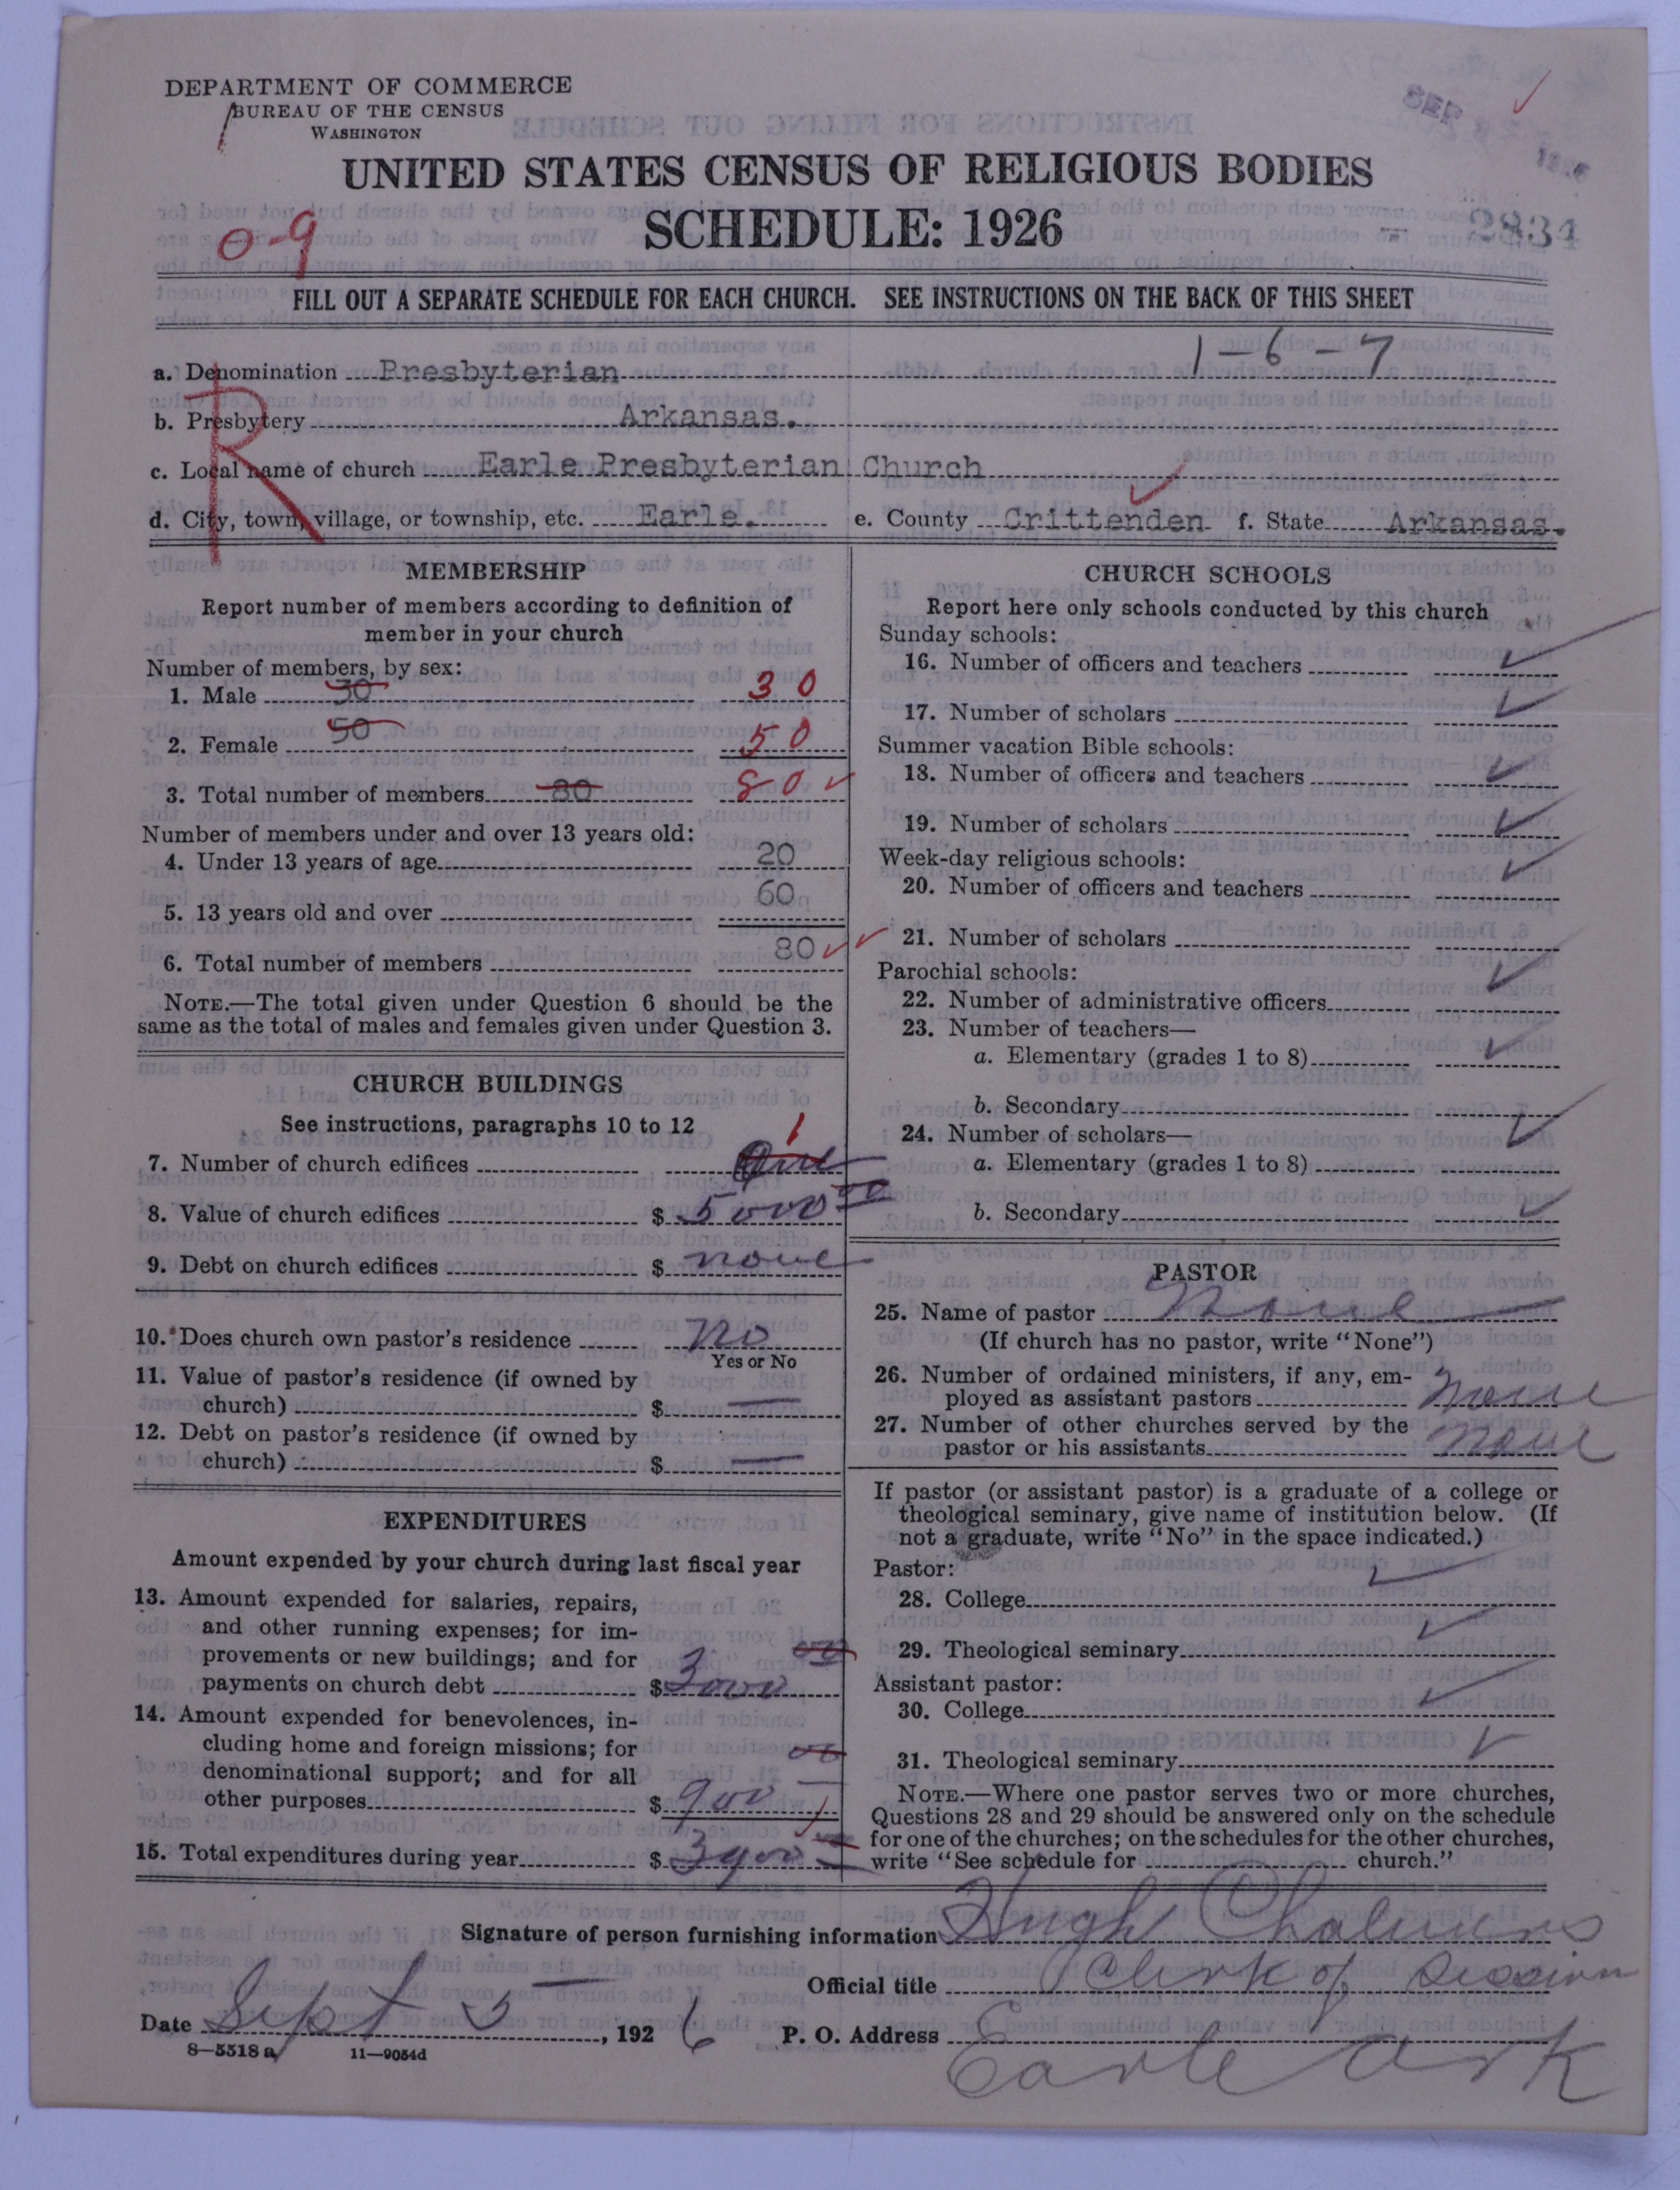 DEPARTMENT OF COMMERCE
BUREAU OF THE CENSUS
WASHINGTON
SEP
UNITED STATES CENSUS OF RELIGIOUS BODIES
SCHEDULE: 1926
0-9
2834
FILL OUT A SEPARATE SCHEDULE FOR EACH CHURCH. SEE INSTRUCTIONS ON THE BACK OF THIS SHEET
1-6-7
a. Denomination Presbyterian
b. Presbytery Arkansas.
R
c. Local name of church Earle Presbyterian Church
d. City, town, village, or township, etc. Earle. e. County Crittenden f. State Arkansas.
MEMBERSHIP
Report number of members according to definition of
member in your church
Number of members, by sex:
1. Male 30 30
2. Female 50 50
3. Total number of members 80 80
Number of members under and over 13 years old:
4. Under 13 years of age 20
5. 13 years old and over 60
6. Total number of members 80
NOTE.—The total given under Question 6 should be the
same as the total of males and females given under Question 3.
CHURCH BUILDINGS
See instructions, paragraphs 10 to 12
7. Number of church edifices One 1
8. Value of church edifices $ 5000 00
9. Debt on church edifices $ none
10. Does church own pastor's residence No
Yes or No
11. Value of pastor's residence (if owned by
church) $ —
12. Debt on pastor's residence (if owned by
church) $ —
EXPENDITURES
Amount expended by your church during last fiscal year
13. Amount expended for salaries, repairs,
and other running expenses; for im-
provements or new buildings; and for
payments on church debt $ 3000 00
14. Amount expended for benevolences, in-
cluding home and foreign missions; for
denominational support; and for all
other purposes $ 900 00
15. Total expenditures during year $ 3900
CHURCH SCHOOLS
Report here only schools conducted by this church
Sunday schools:
16. Number of officers and teachers
17. Number of scholars
Summer vacation Bible schools:
18. Number of officers and teachers
19. Number of scholars
Week-day religious schools:
20. Number of officers and teachers
21. Number of scholars
Parochial schools:
22. Number of administrative officers
23. Number of teachers—
a. Elementary (grades 1 to 8)
b. Secondary
24. Number of scholars—
a. Elementary (grades 1 to 8)
b. Secondary
PASTOR
25. Name of pastor None
(If church has no pastor, write "None")
26. Number of ordained ministers, if any, em-
ployed as assistant pastors None
27. Number of other churches served by the
pastor or his assistants None
If pastor (or assistant pastor) is a graduate of a college or
theological seminary, give name of institution below. (If
not a graduate, write "No" in the space indicated.)
Pastor:
28. College
29. Theological seminary
Assistant pastor:
30. College
31. Theological seminary
NOTE.—Where one pastor serves two or more churches,
Questions 28 and 29 should be answered only on the schedule
for one of the churches; on the schedules for the other churches,
write "See schedule for church."
Signature of person furnishing information Hugh Chalmers
Official title Clerk of Session
Date Sept 5, 1926 P. O. Address
Earle Ark
8—5518 a 11—9054d